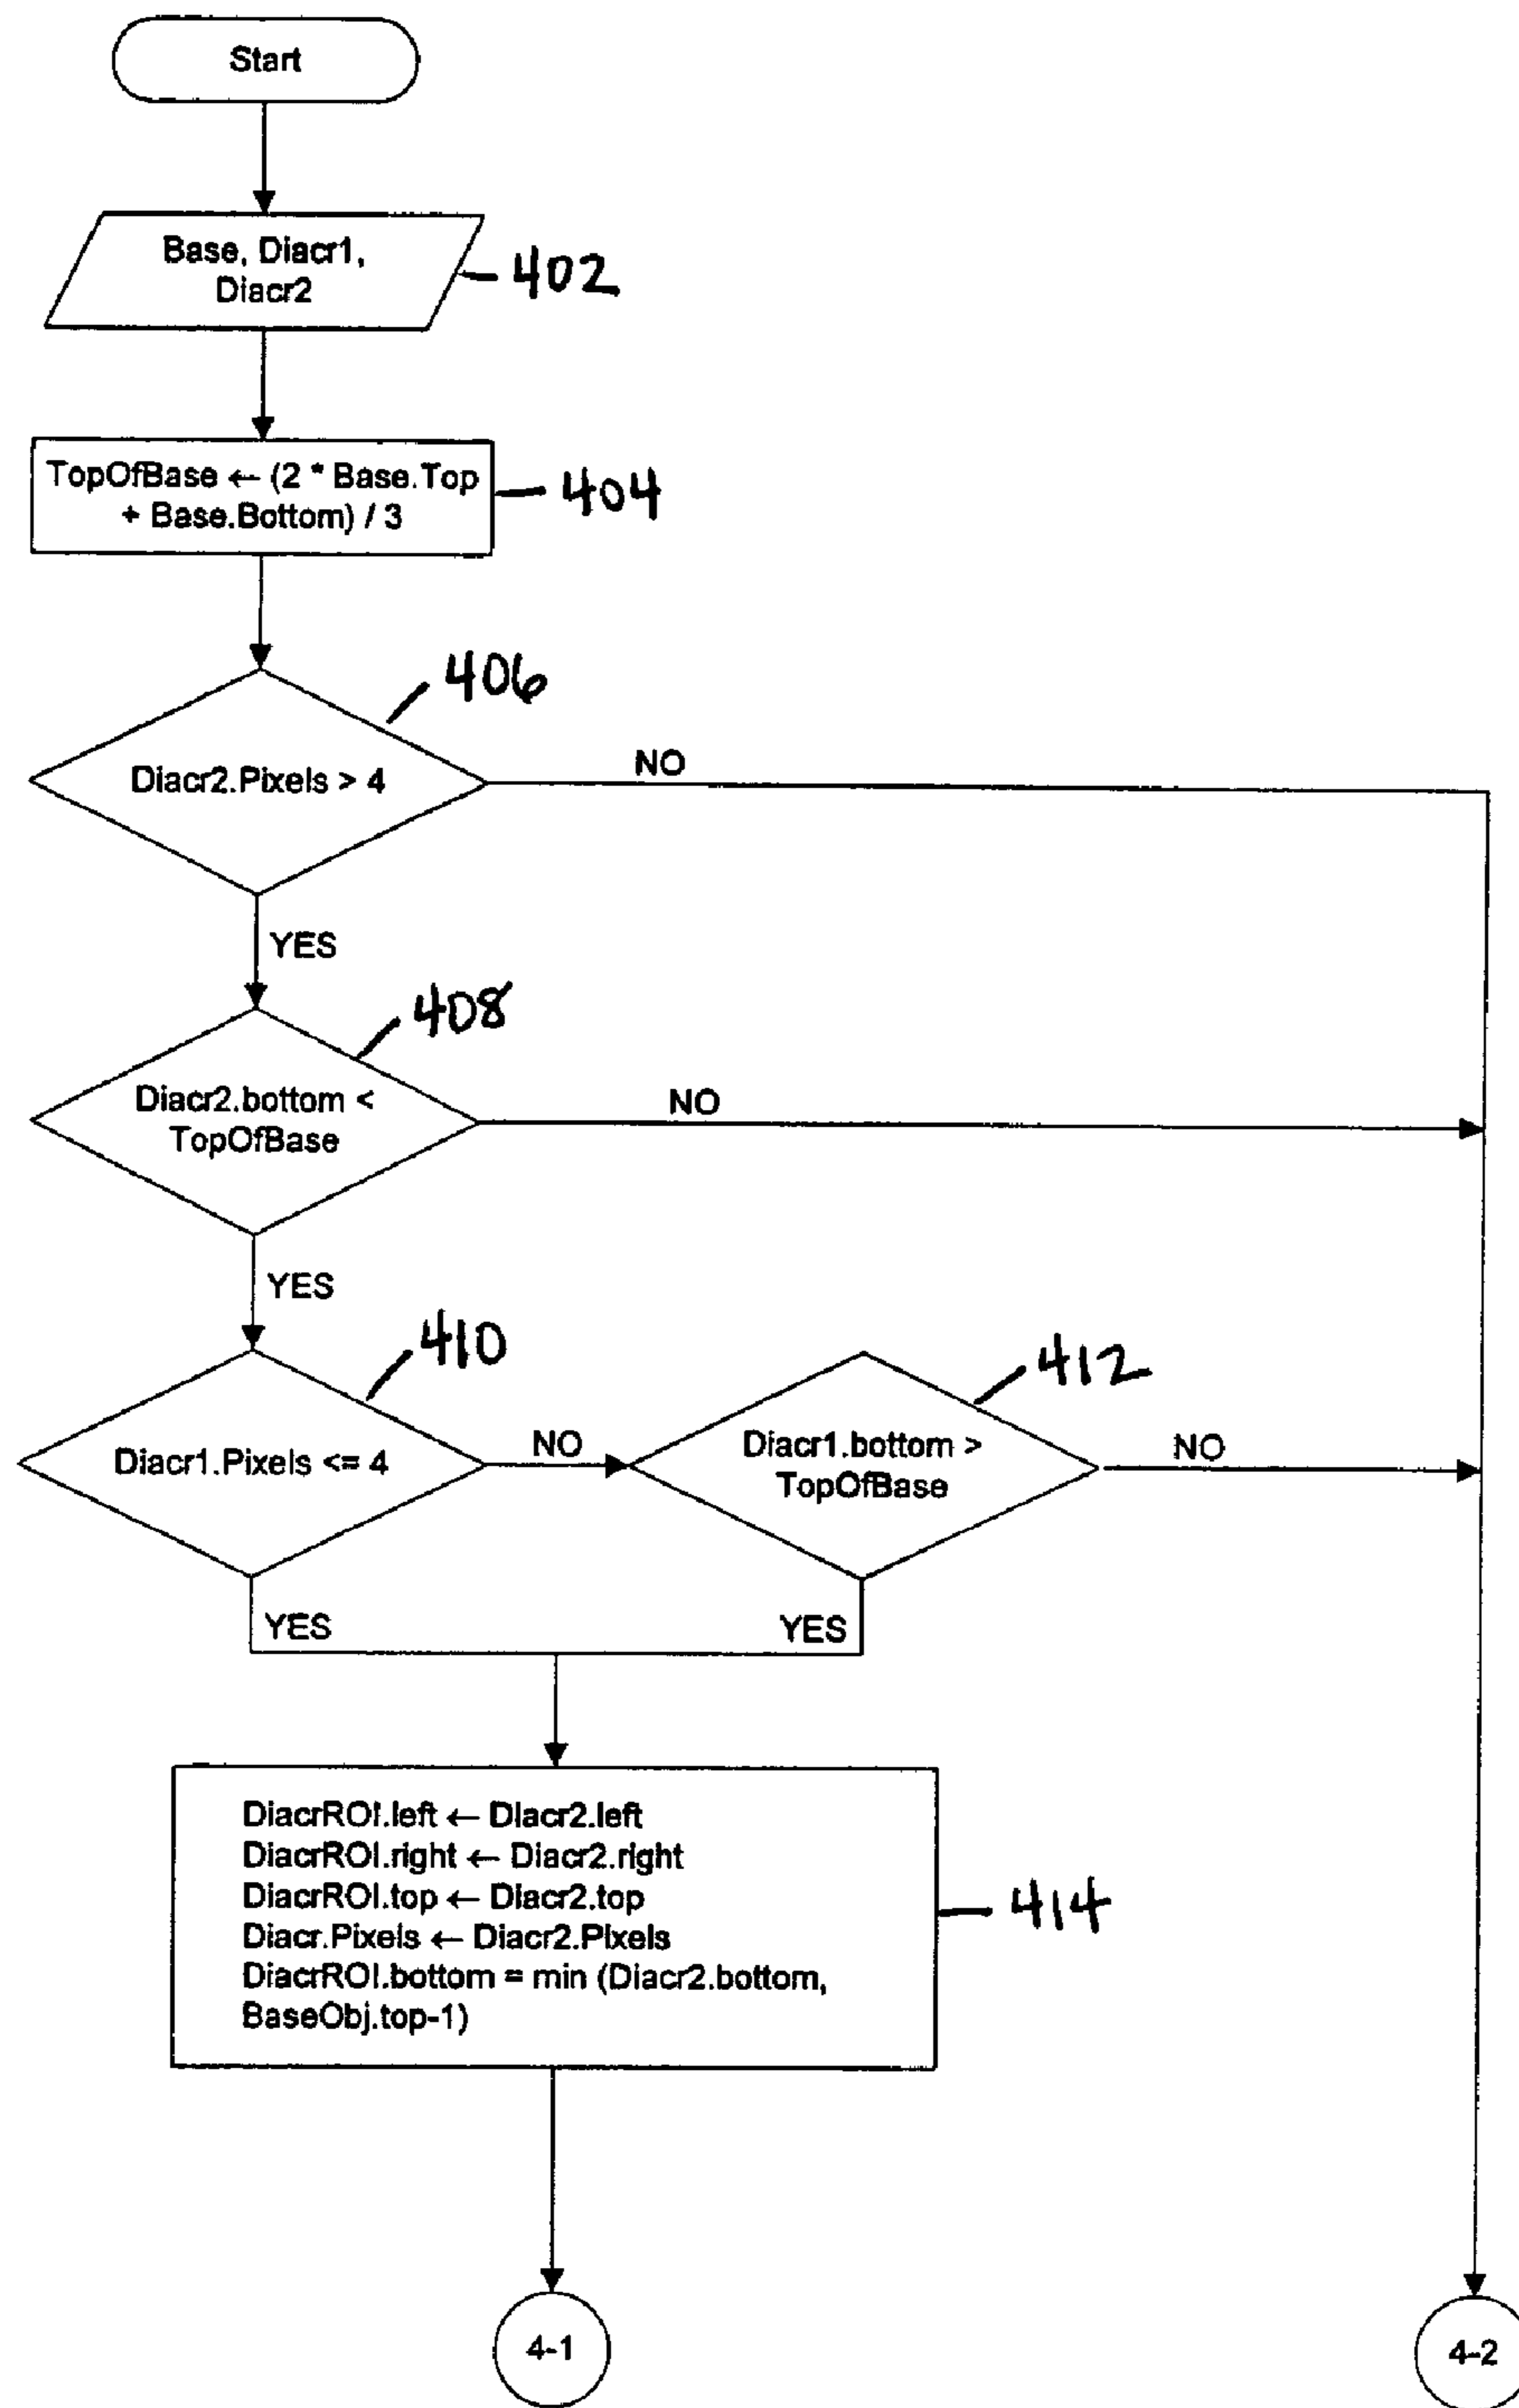 Start
Base, Diacr1,
Diacr2
402
TopOfBase ← (2 * Base.Top
+ Base.Bottom) / 3
404
406
Diacr2.Pixels > 4
NO
YES
408
Diacr2.bottom <
TopOfBase
NO
YES
410
412
Diacr1.Pixels <= 4
NO
Diacr1.bottom >
TopOfBase
NO
YES
YES
DiacrROI.left ← Diacr2.left
DiacrROI.right ← Diacr2.right
DiacrROI.top ← Diacr2.top
Diacr.Pixels ← Diacr2.Pixels
DiacrROI.bottom = min (Diacr2.bottom,
BaseObj.top-1)
414
4-1
4-2